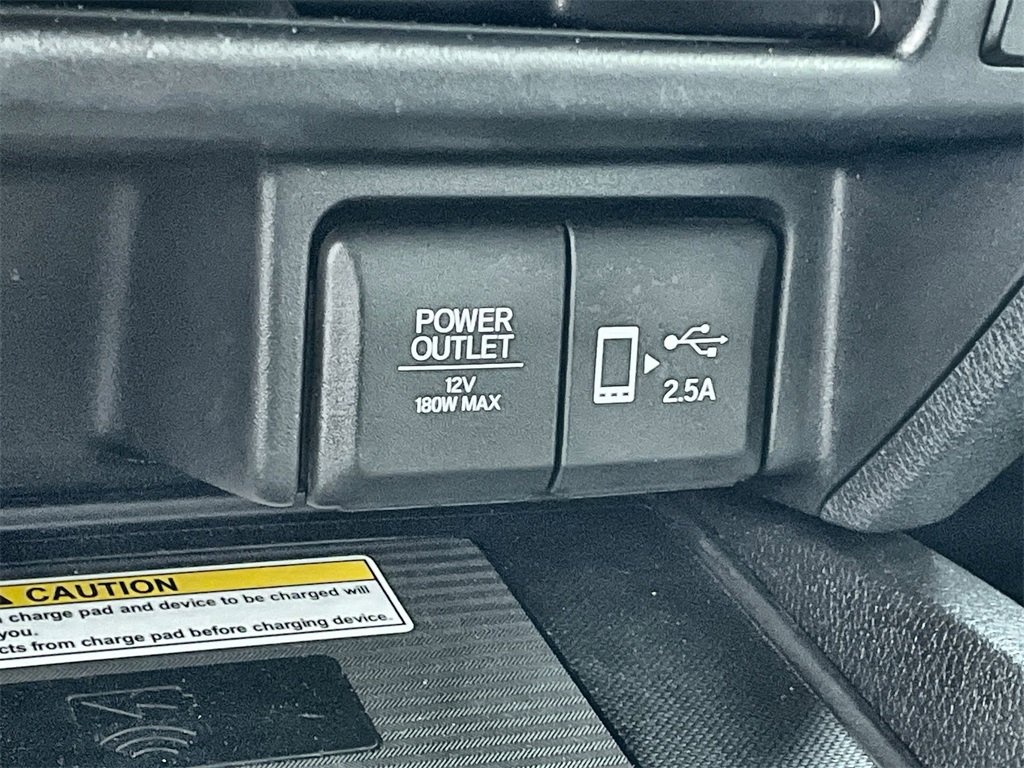 POWER
OUTLET
12V
180W MAX
2.5A
CAUTION
charge pad and device to be charged will
you.
cts from charge pad before charging device.